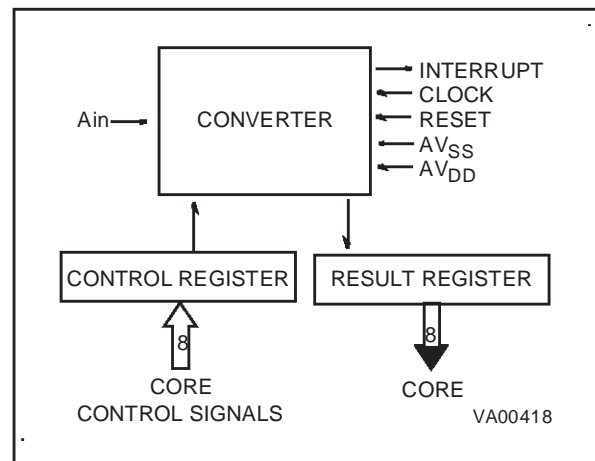 INTERRUPT
CLOCK
Ain
CONVERTER
RESET
AVSS
AVDD
CONTROL REGISTER
RESULT REGISTER
8
8
CORE
CONTROL SIGNALS
CORE
VA00418